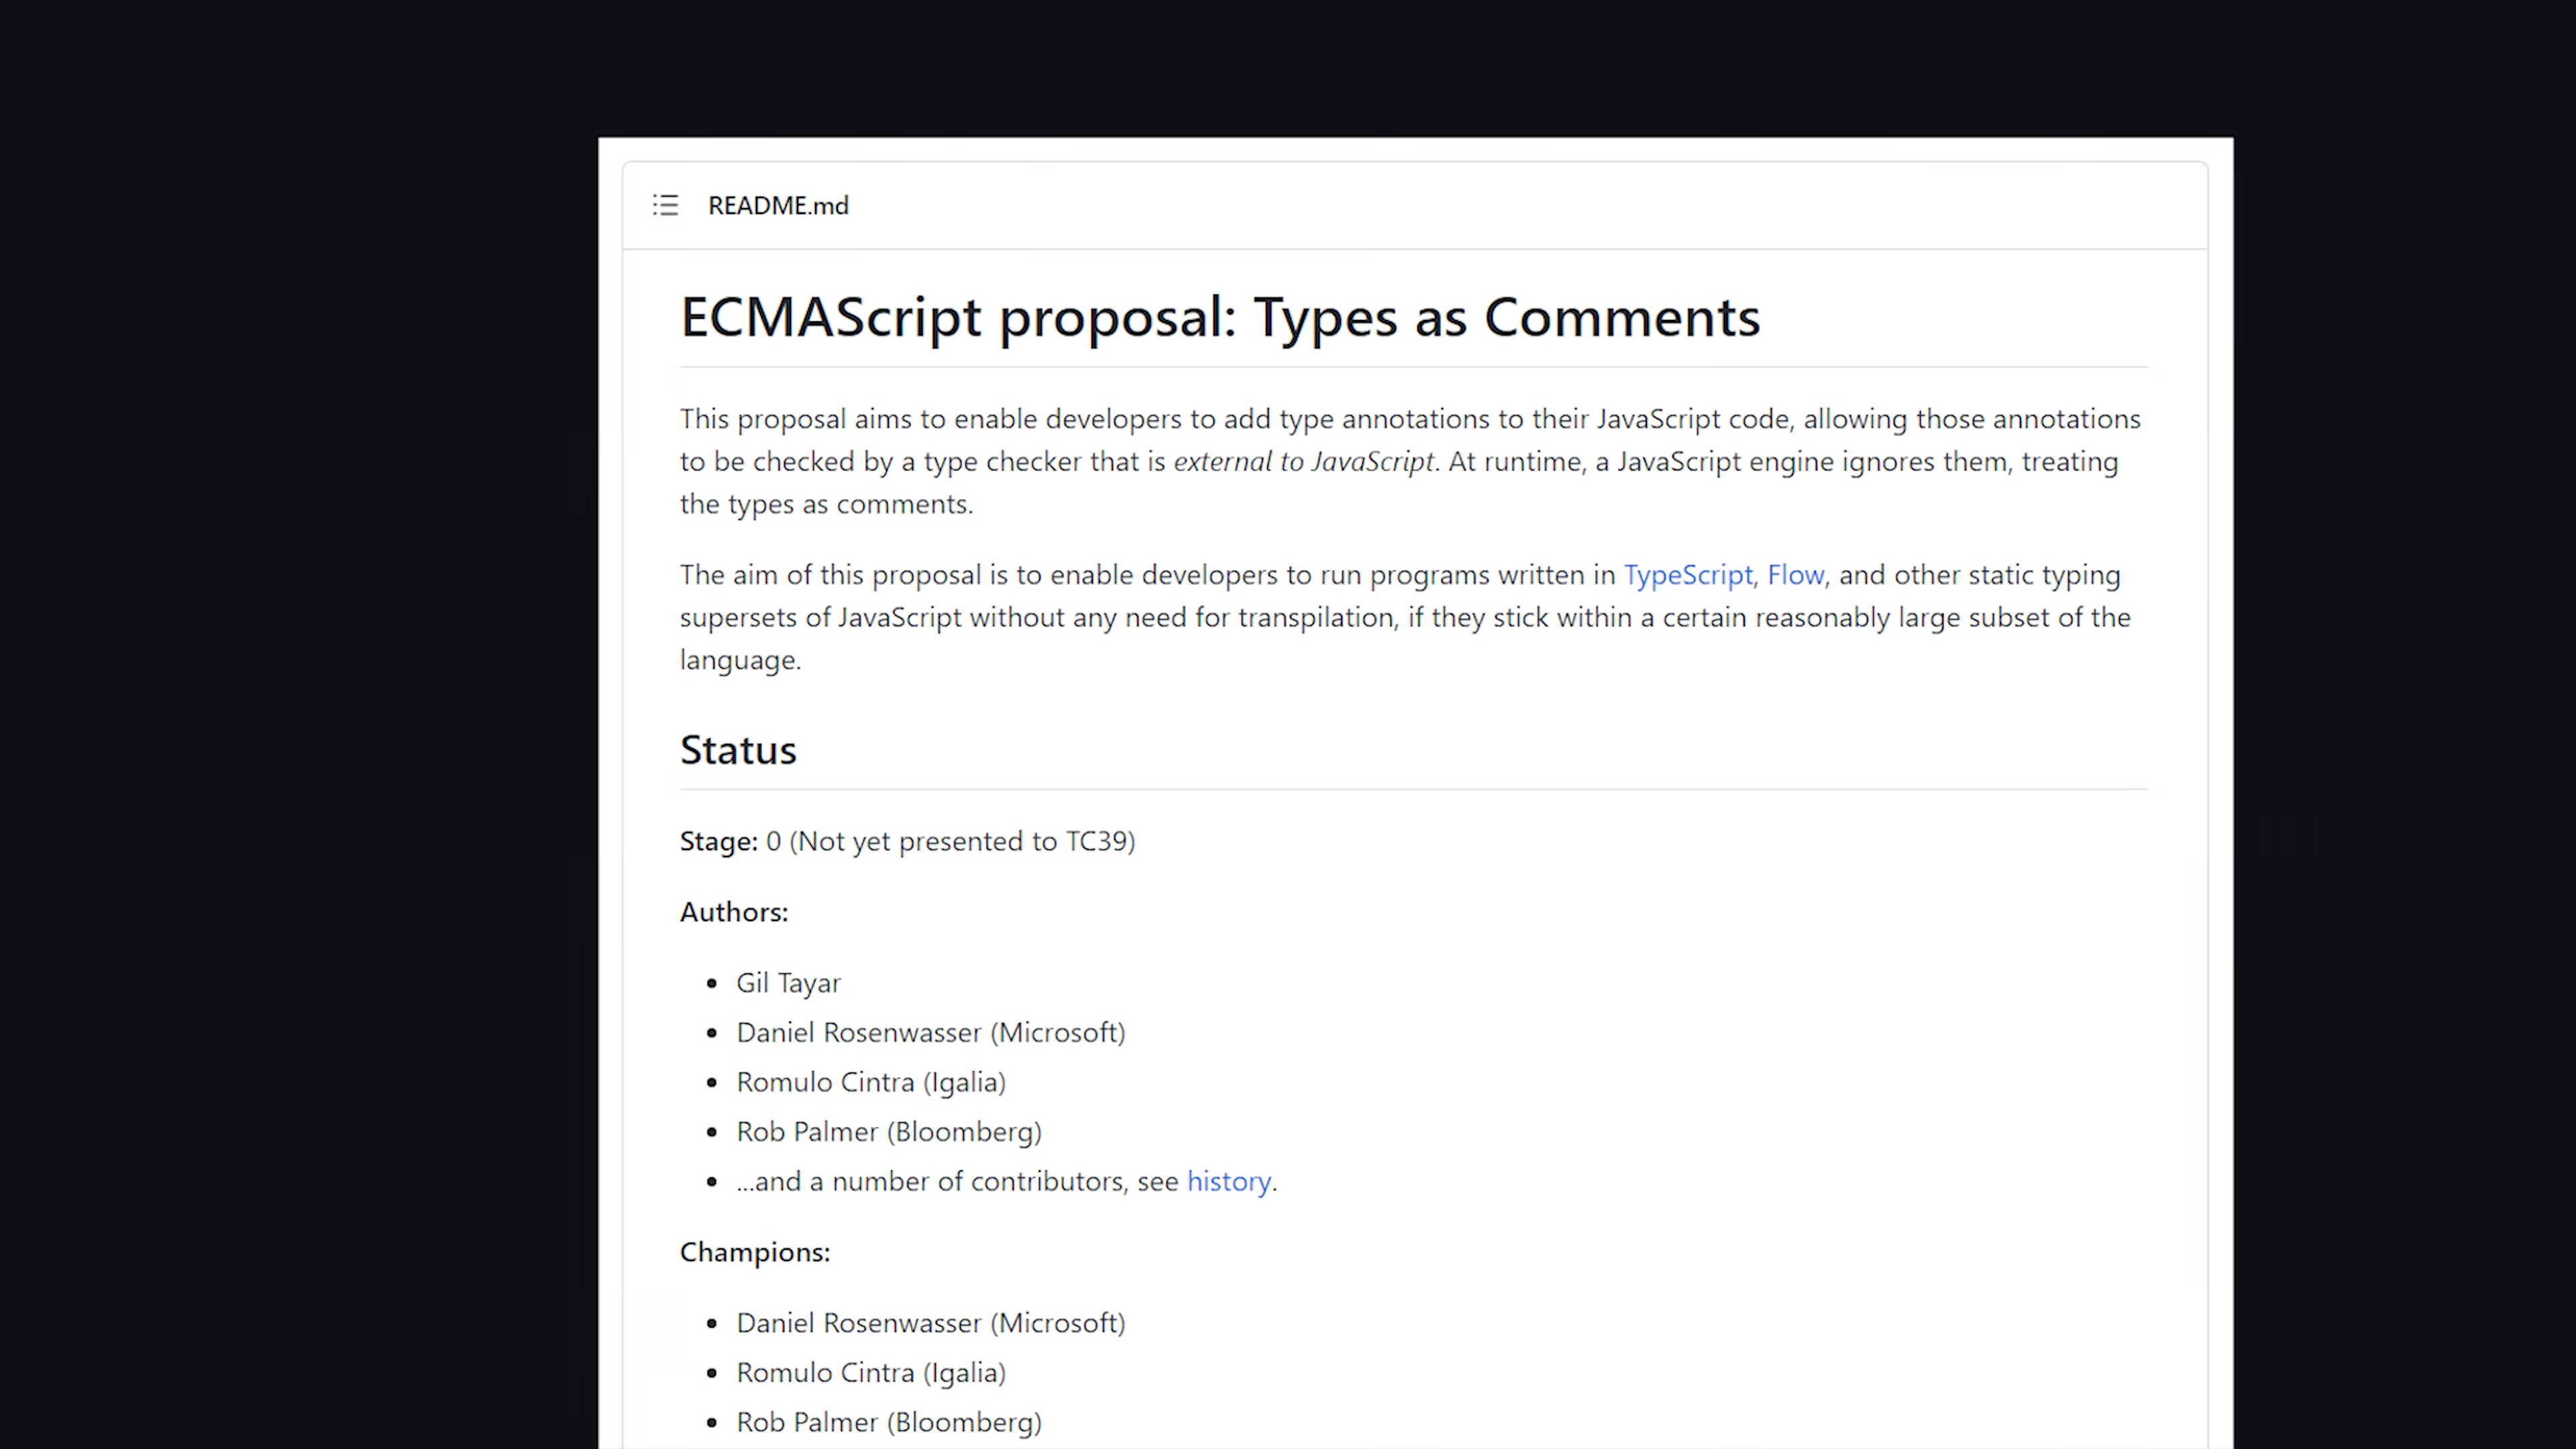 README.md
ECMAScript proposal: Types as Comments
This proposal aims to enable developers to add type annotations to their JavaScript code, allowing those annotations
to be checked by a type checker that is external to JavaScript. At runtime, a JavaScript engine ignores them, treating
the types as comments.
The aim of this proposal is to enable developers to run programs written in TypeScript, Flow, and other static typing
supersets of JavaScript without any need for transpilation, if they stick within a certain reasonably large subset of the
language.
Status
Stage: 0 (Not yet presented to TC39)
Authors:
• Gil Tayar
• Daniel Rosenwasser (Microsoft)
• Romulo Cintra (Igalia)
• Rob Palmer (Bloomberg)
• ...and a number of contributors, see history.
Champions:
• Daniel Rosenwasser (Microsoft)
• Romulo Cintra (Igalia)
• Rob Palmer (Bloomberg)